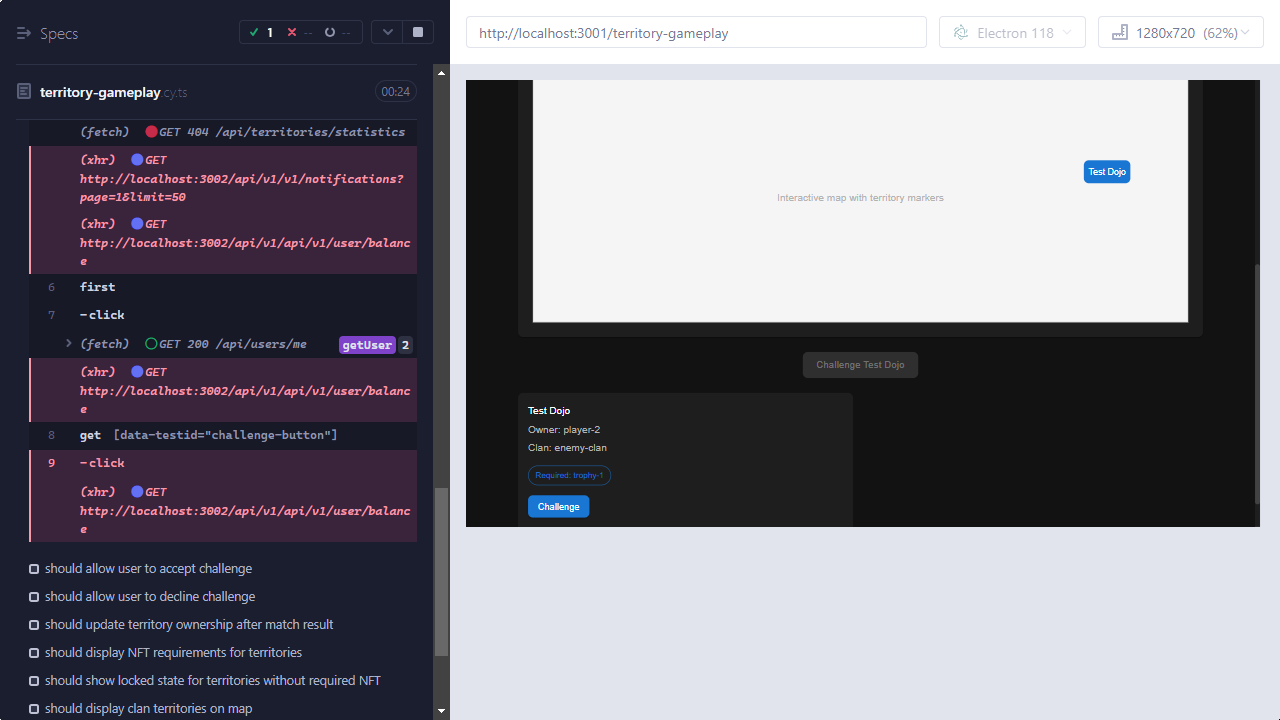 Specs
1
--
--
territory-gameplay.cy.ts
00:24
(fetch) GET 404 /api/territories/statistics
(xhr) GET
http://localhost:3002/api/v1/v1/notifications?
page=1&limit=50
(xhr) GET
http://localhost:3002/api/v1/api/v1/user/balanc
e
6 first
7 -click
(fetch) GET 200 /api/users/me getUser 2
(xhr) GET
http://localhost:3002/api/v1/api/v1/user/balanc
e
8 get [data-testid="challenge-button"]
9 -click
(xhr) GET
http://localhost:3002/api/v1/api/v1/user/balanc
e
should allow user to accept challenge
should allow user to decline challenge
should update territory ownership after match result
should display NFT requirements for territories
should show locked state for territories without required NFT
should display clan territories on map
http://localhost:3001/territory-gameplay
Electron 118
1280x720 (62%)
Test Dojo
Interactive map with territory markers
Challenge Test Dojo
Test Dojo
Owner: player-2
Clan: enemy-clan
Required: trophy-1
Challenge